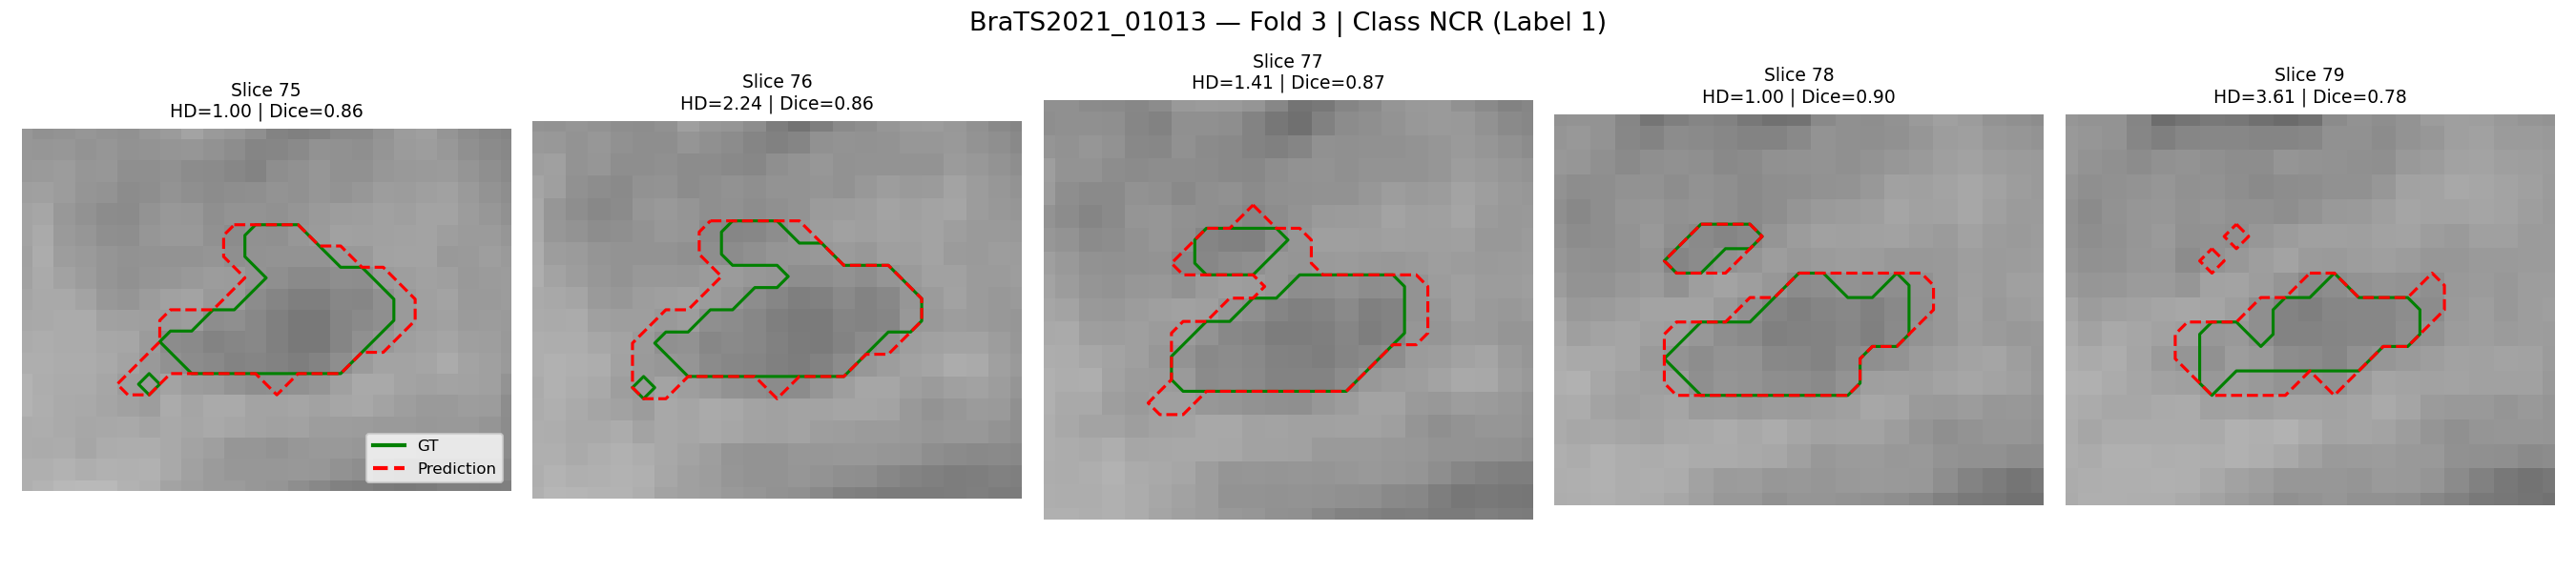 BraTS2021_01013 — Fold 3 | Class NCR (Label 1)
Slice 75
HD=1.00 | Dice=0.86
Slice 76
HD=2.24 | Dice=0.86
Slice 77
HD=1.41 | Dice=0.87
Slice 78
HD=1.00 | Dice=0.90
Slice 79
HD=3.61 | Dice=0.78
GT
Prediction